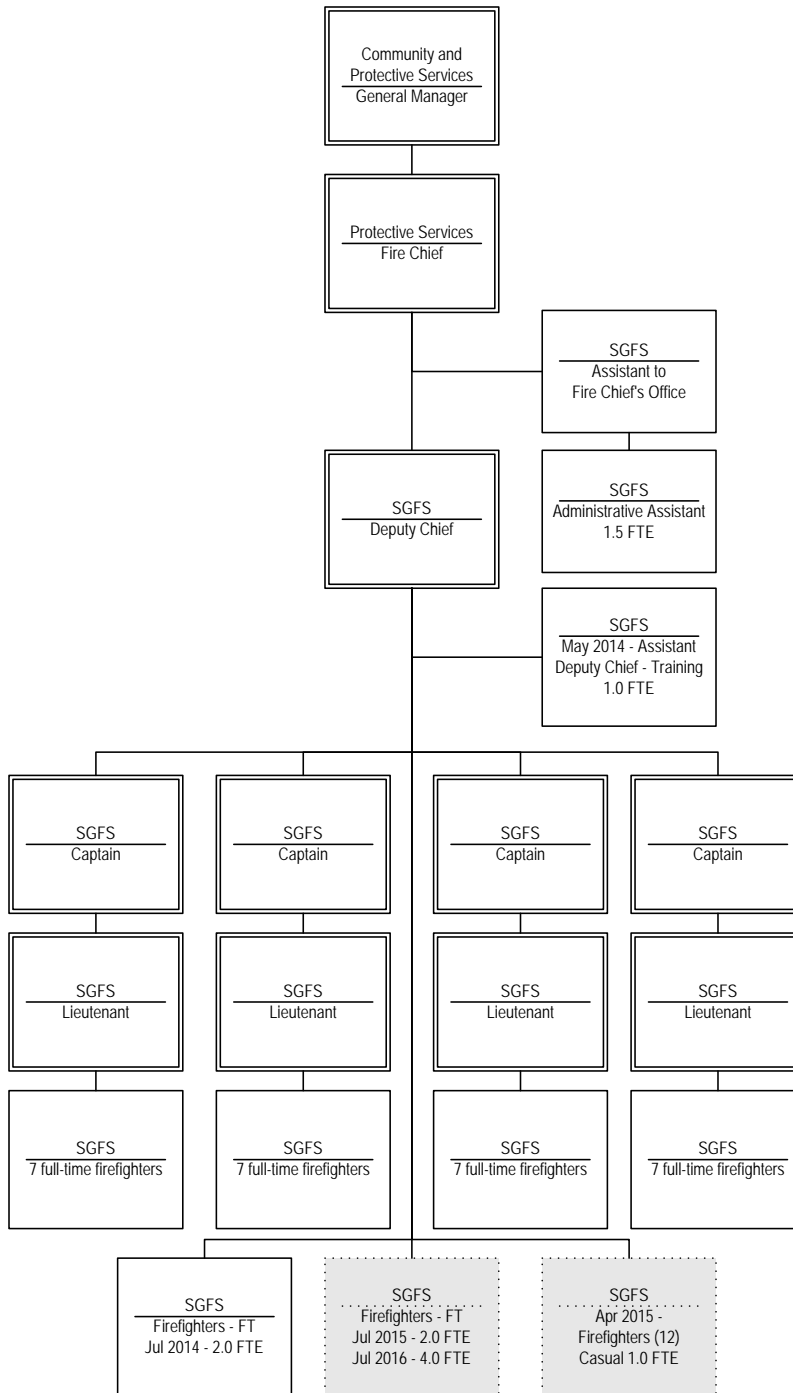 Community and
Protective Services
General Manager
Protective Services
Fire Chief
SGFS
Assistant to
Fire Chief's Office
SGFS
Administrative Assistant
1.5 FTE
SGFS
Deputy Chief
SGFS
May 2014 - Assistant
Deputy Chief - Training
1.0 FTE
SGFS
Captain
SGFS
Captain
SGFS
Captain
SGFS
Captain
SGFS
Lieutenant
SGFS
Lieutenant
SGFS
Lieutenant
SGFS
Lieutenant
SGFS
7 full-time firefighters
SGFS
7 full-time firefighters
SGFS
7 full-time firefighters
SGFS
7 full-time firefighters
SGFS
Firefighters - FT
Jul 2014 - 2.0 FTE
SGFS
Firefighters - FT
Jul 2015 - 2.0 FTE
Jul 2016 - 4.0 FTE
SGFS
Apr 2015 -
Firefighters (12)
Casual 1.0 FTE